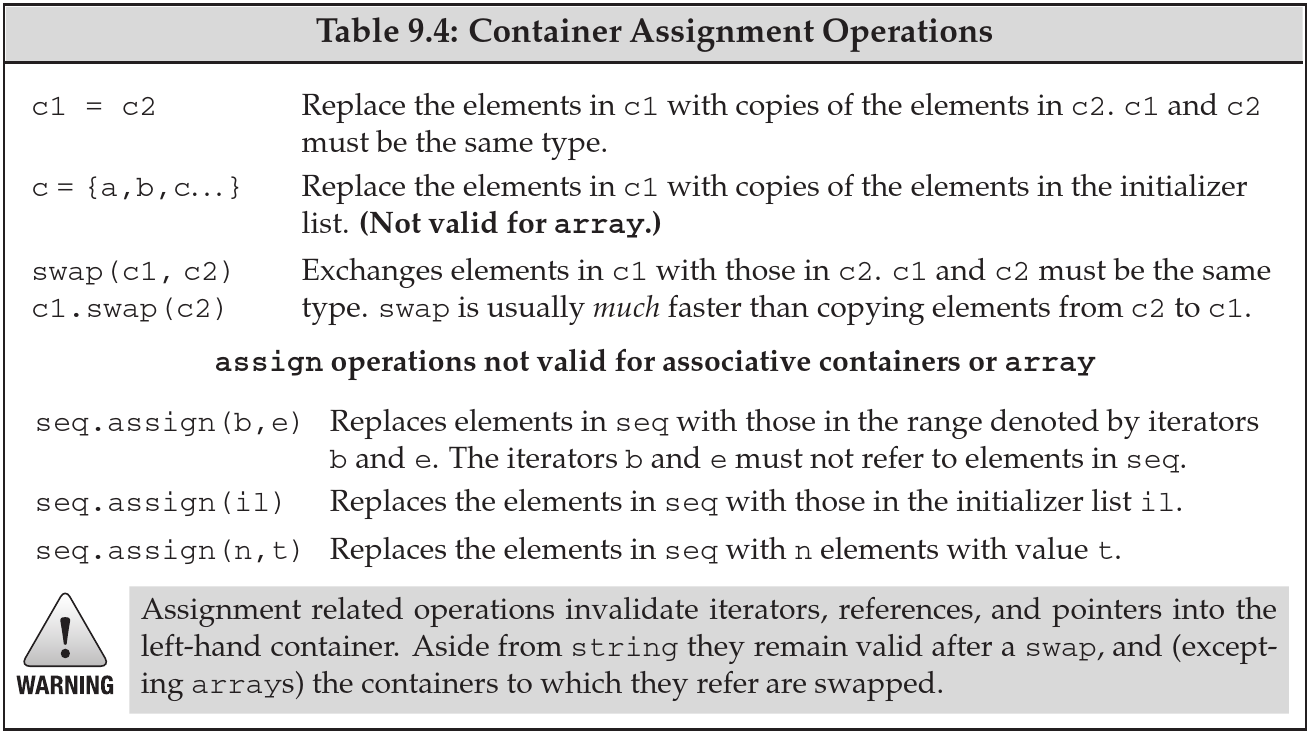 Table 9.4: Container Assignment Operations
c1 = c2 Replace the elements in c1 with copies of the elements in c2. c1 and c2
must be the same type.
c = {a,b,c...} Replace the elements in c1 with copies of the elements in the initializer
list. (Not valid for array.)
swap(c1, c2) Exchanges elements in c1 with those in c2. c1 and c2 must be the same
c1.swap(c2) type. swap is usually much faster than copying elements from c2 to c1.
assign operations not valid for associative containers or array
seq.assign(b,e) Replaces elements in seq with those in the range denoted by iterators
b and e. The iterators b and e must not refer to elements in seq.
seq.assign(il) Replaces the elements in seq with those in the initializer list il.
seq.assign(n,t) Replaces the elements in seq with n elements with value t.
Assignment related operations invalidate iterators, references, and pointers into the
left-hand container. Aside from string they remain valid after a swap, and (except-
ing arrays) the containers to which they refer are swapped.
WARNING